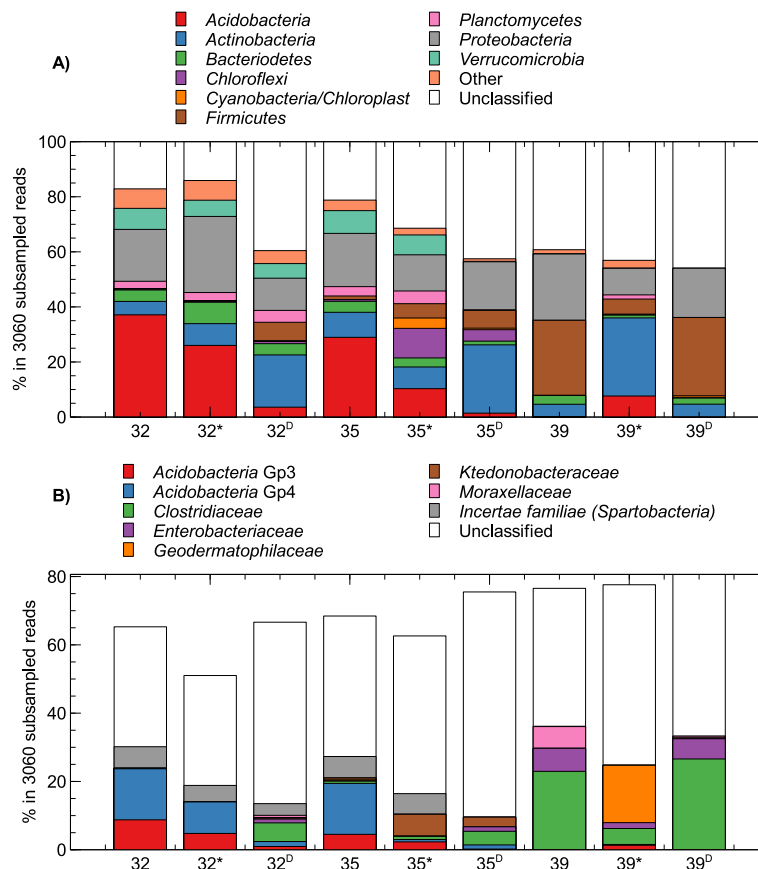 A)
Acidobacteria
Actinobacteria
Bacteriodetes
Chloroflexi
Cyanobacteria/Chloroplast
Firmicutes
Planctomycetes
Proteobacteria
Verrucomicrobia
Other
Unclassified
% in 3060 subsampled reads
100
80
60
40
20
0
32 32* 32ᴰ 35 35* 35ᴰ 39 39* 39ᴰ
B)
Acidobacteria Gp3
Acidobacteria Gp4
Clostridiaceae
Enterobacteriaceae
Geodermatophilaceae
Ktedonobacteraceae
Moraxellaceae
Incertae familiae (Spartobacteria)
Unclassified
% in 3060 subsampled reads
80
60
40
20
0
32 32* 32ᴰ 35 35* 35ᴰ 39 39* 39ᴰ